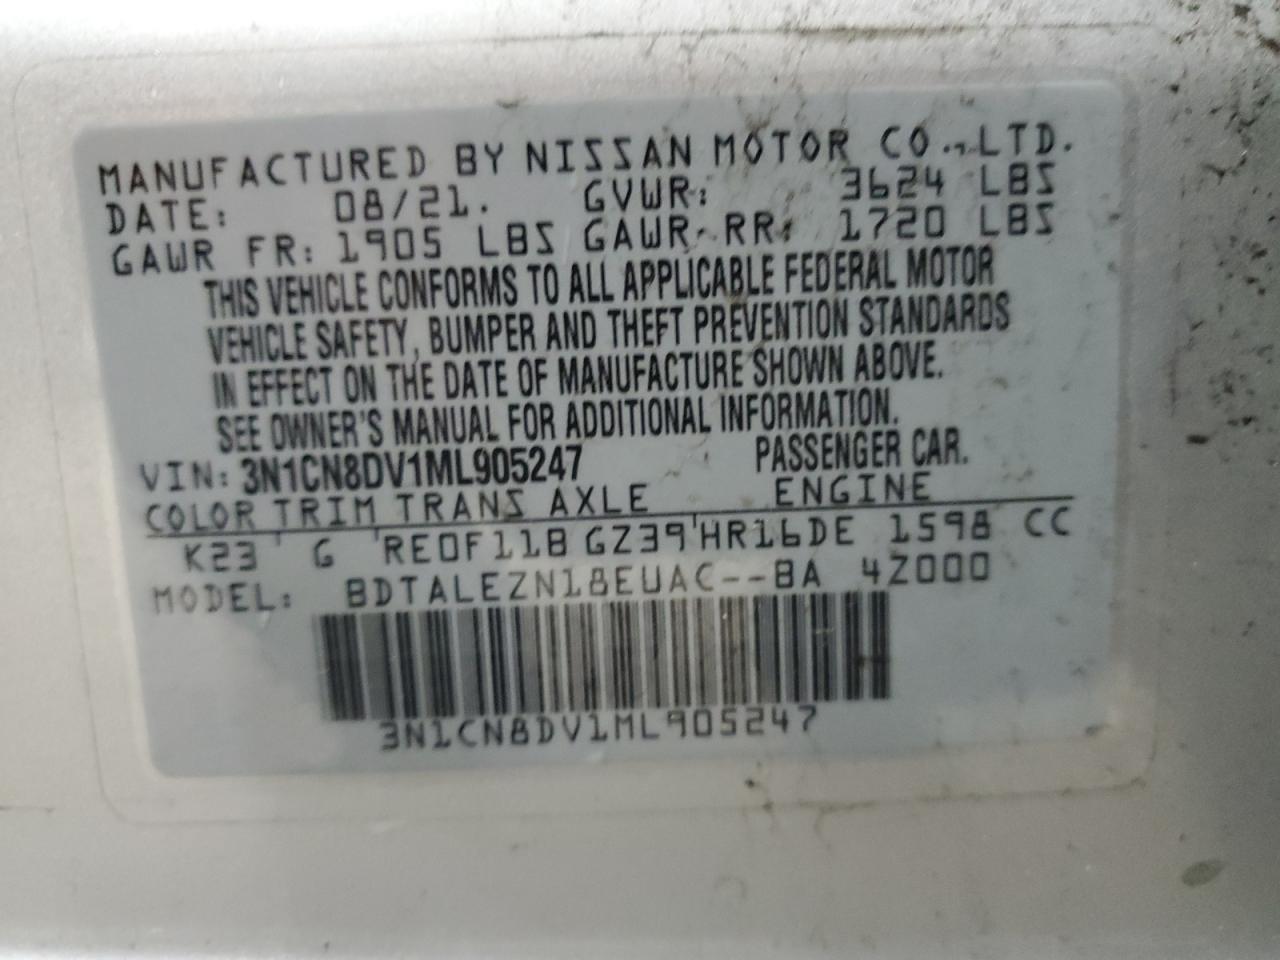 MANUFACTURED BY NISSAN MOTOR CO., LTD.
DATE: 08/21. GVWR: 3624 LBS
GAWR FR: 1905 LBS GAWR RR: 1720 LBS
THIS VEHICLE CONFORMS TO ALL APPLICABLE FEDERAL MOTOR
VEHICLE SAFETY, BUMPER AND THEFT PREVENTION STANDARDS
IN EFFECT ON THE DATE OF MANUFACTURE SHOWN ABOVE.
SEE OWNER'S MANUAL FOR ADDITIONAL INFORMATION.
VIN: 3N1CN8DV1ML905247 PASSENGER CAR.
COLOR TRIM TRANS AXLE ENGINE
K23 ' G 'RE0F11B GZ39'HR16DE 1598 CC
MODEL: BDTALEZN18EUAC--BA 4Z000
3N1CN8DV1ML905247